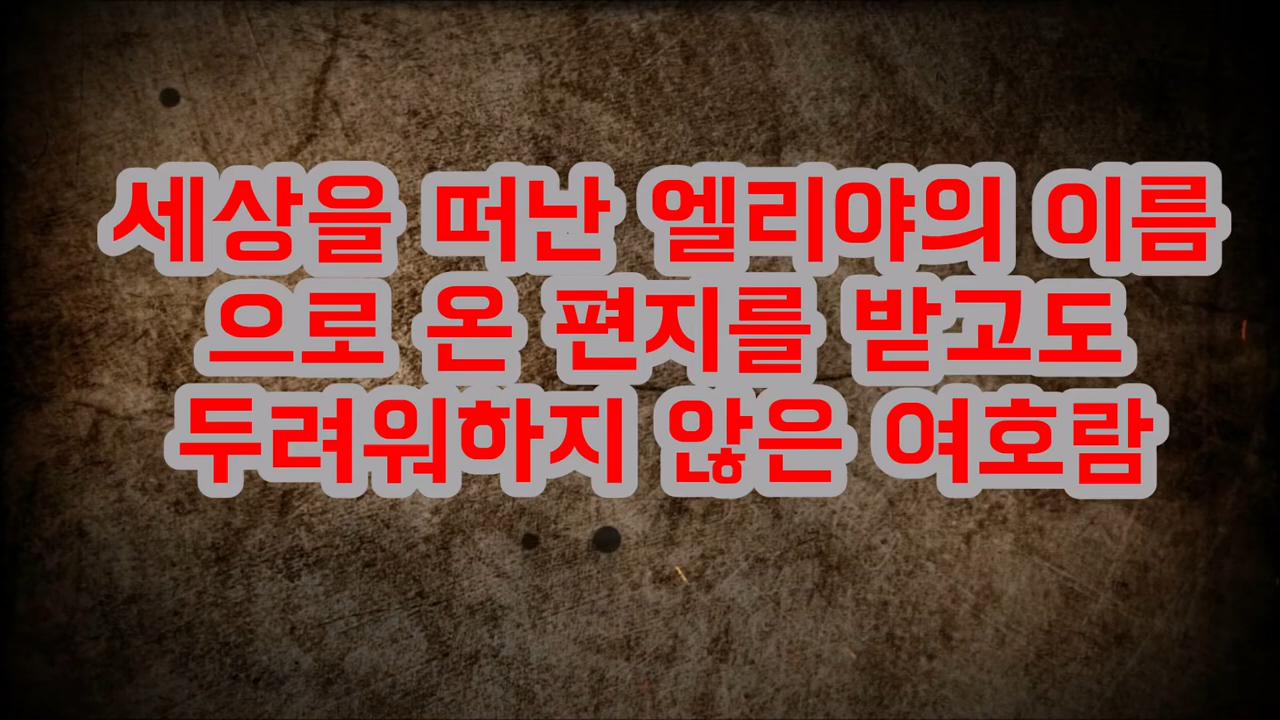 세상을 떠난 엘리야의 이름
으로 온 편지를 받고도
두려워하지 않은 여호람